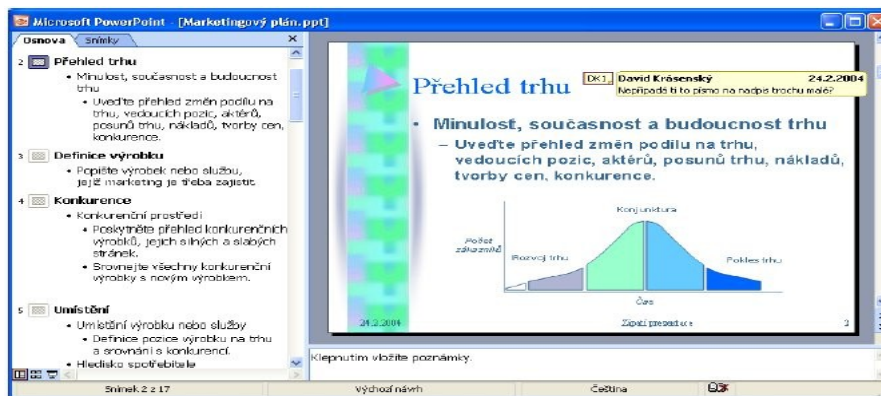 Microsoft PowerPoint - [Marketingový plán.ppt]
Osnova
Snímky
2 Přehled trhu
• Minulost, současnost a budoucnost
trhu
• Uveďte přehled změn podílu na
trhu, vedoucích pozic, aktérů,
posunů trhu, nákladů, tvorby cen,
konkurence.
3 Definice výrobku
• Popište výrobek nebo službu,
jejíž marketing je třeba zajistit.
4 Konkurence
• Konkurenční prostředí
• Poskytněte přehled konkurenčních
výrobků, jejich silných a slabých
stránek.
• Srovnejte všechny konkurenční
výrobky s novým výrobkem.
5 Umístění
• Umístění výrobku nebo služby
• Definice pozice výrobku na trhu
a srovnání s konkurencí.
• Hledisko spotřebitele
Přehled trhu
DK1
David Krásenský 24.2.2004
Nepřipadá ti to písmo na nadpis trochu malé?
• Minulost, současnost a budoucnost trhu
– Uveďte přehled změn podílu na trhu,
vedoucích pozic, aktérů, posunů trhu, nákladů,
tvorby cen, konkurence.
Konjunktura
Počet
zákazníků
Rozvoj trhu
Pokles trhu
Čas
24.2.2004
Zápatí prezentace
2
Klepnutím vložíte poznámky.
Snímek 2 z 17
Výchozí návrh
Čeština